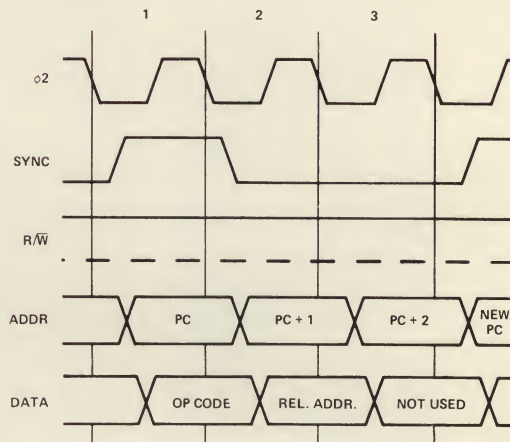 1 2 3
φ2
SYNC
R/W̅
ADDR PC PC + 1 PC + 2 NEW PC
DATA OP CODE REL. ADDR. NOT USED